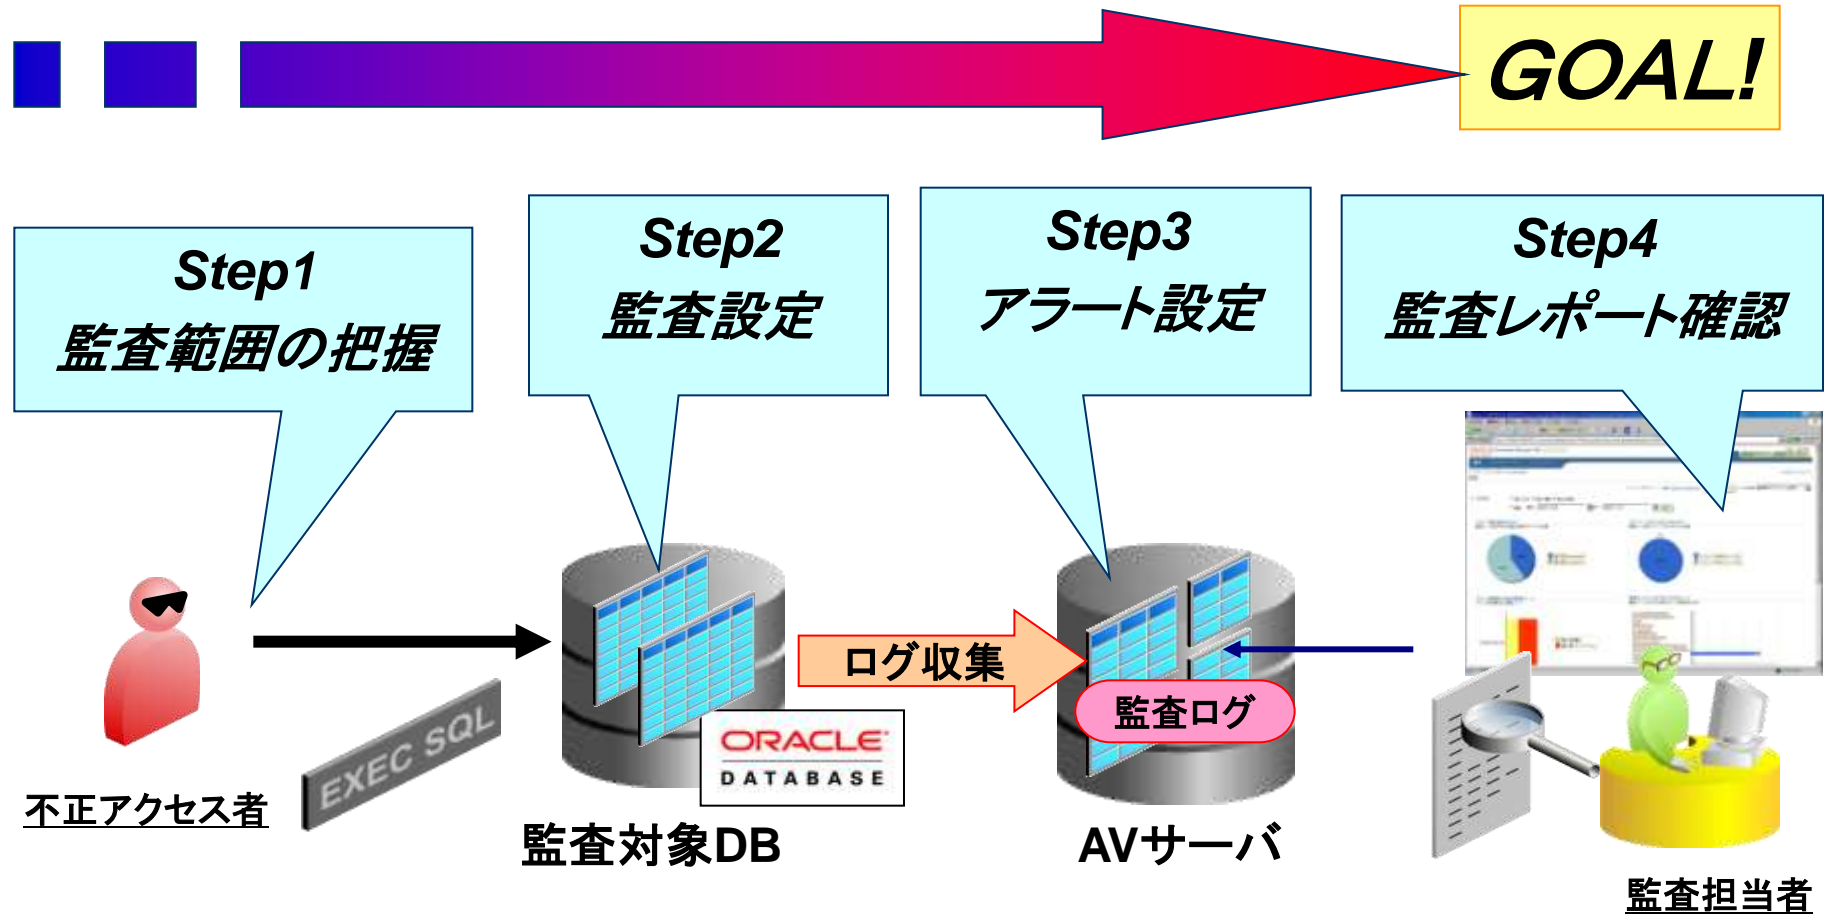 GOAL!
Step1
監査範囲の把握
Step2
監査設定
Step3
アラート設定
Step4
監査レポート確認
ログ収集
監査ログ
EXEC SQL
ORACLE
DATABASE
不正アクセス者
監査対象DB
AVサーバ
監査担当者